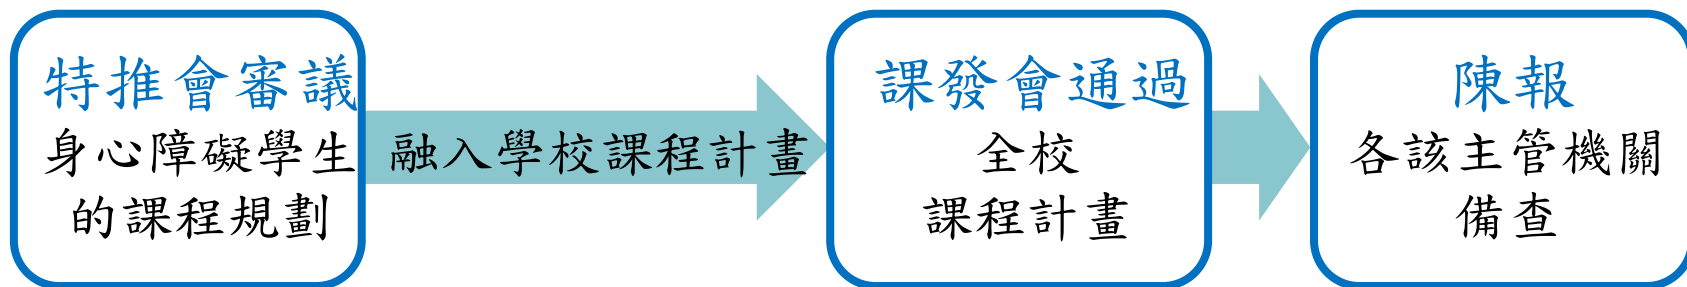 特推會審議
身心障礙學生
的課程規劃
融入學校課程計畫
課發會通過
全校
課程計畫
陳報
各該主管機關
備查